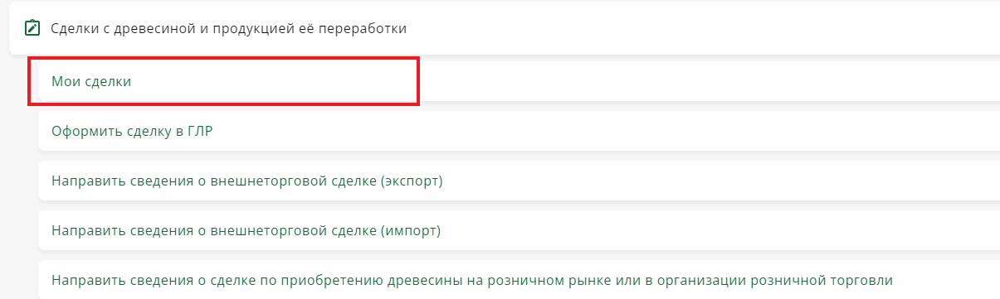 Сделки с древесиной и продукцией её переработки
Мои сделки
Оформить сделку в ГЛР
Направить сведения о внешнеторговой сделке (экспорт)
Направить сведения о внешнеторговой сделке (импорт)
Направить сведения о сделке по приобретению древесины на розничном рынке или в организации розничной торговли